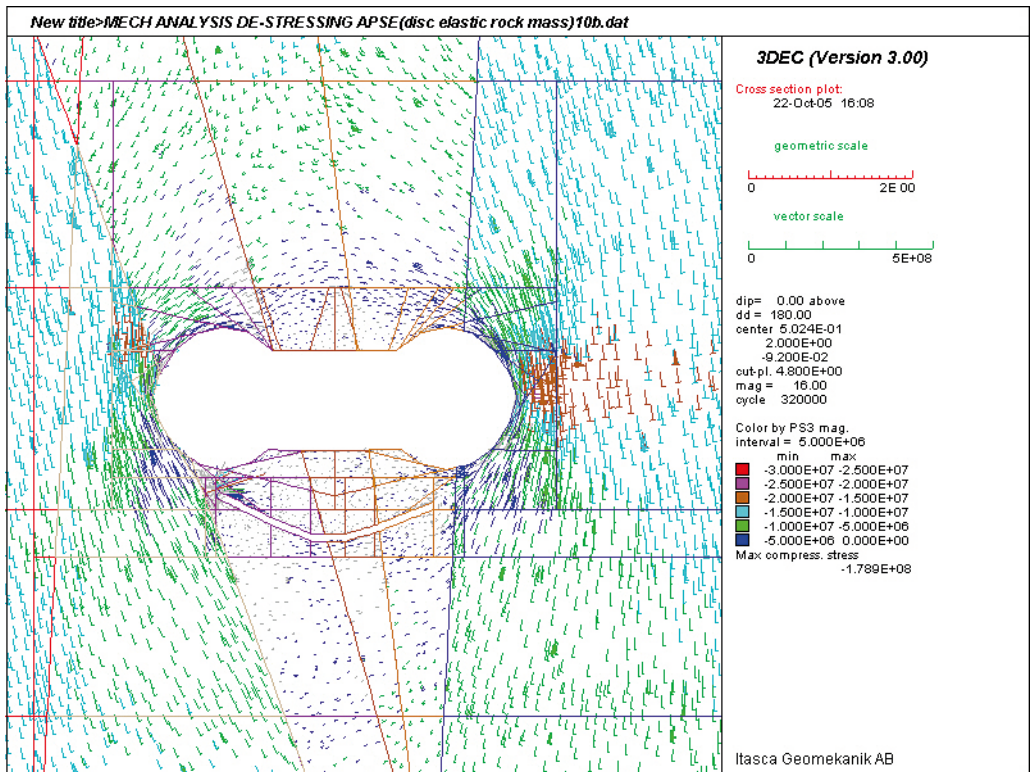 New title>MECH ANALYSIS DE-STRESSING APSE(disc elastic rock mass)10b.dat
3DEC (Version 3.00)
Cross section plot:
22-Oct-05 16:08
geometric scale
0 2E 00
vector scale
0 5E+08
dip= 0.00 above
dd = 180.00
center 5.024E-01
2.000E+00
-9.200E-02
cut-pl. 4.800E+00
mag = 16.00
cycle 320000
Color by PS3 mag.
interval = 5.000E+06
min max
-3.000E+07 -2.500E+07
-2.500E+07 -2.000E+07
-2.000E+07 -1.500E+07
-1.500E+07 -1.000E+07
-1.000E+07 -5.000E+06
-5.000E+06 0.000E+00
Max compress. stress
-1.789E+08
Itasca Geomekanik AB